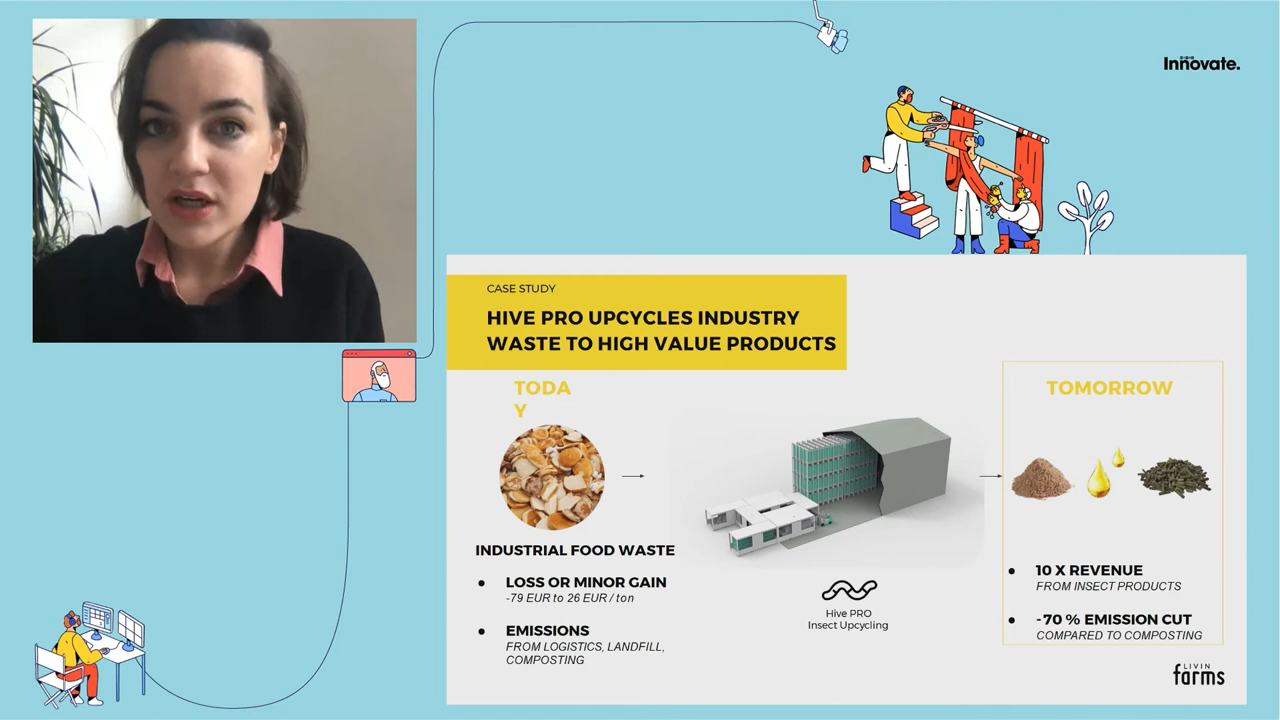 Innovate.
CASE STUDY
HIVE PRO UPCYCLES INDUSTRY
WASTE TO HIGH VALUE PRODUCTS
TODA
Y
INDUSTRIAL FOOD WASTE
● LOSS OR MINOR GAIN
-79 EUR to 26 EUR / ton
● EMISSIONS
FROM LOGISTICS, LANDFILL,
COMPOSTING
Hive PRO
Insect Upcycling
TOMORROW
● 10 X REVENUE
FROM INSECT PRODUCTS
● -70 % EMISSION CUT
COMPARED TO COMPOSTING
LIVIN
farms